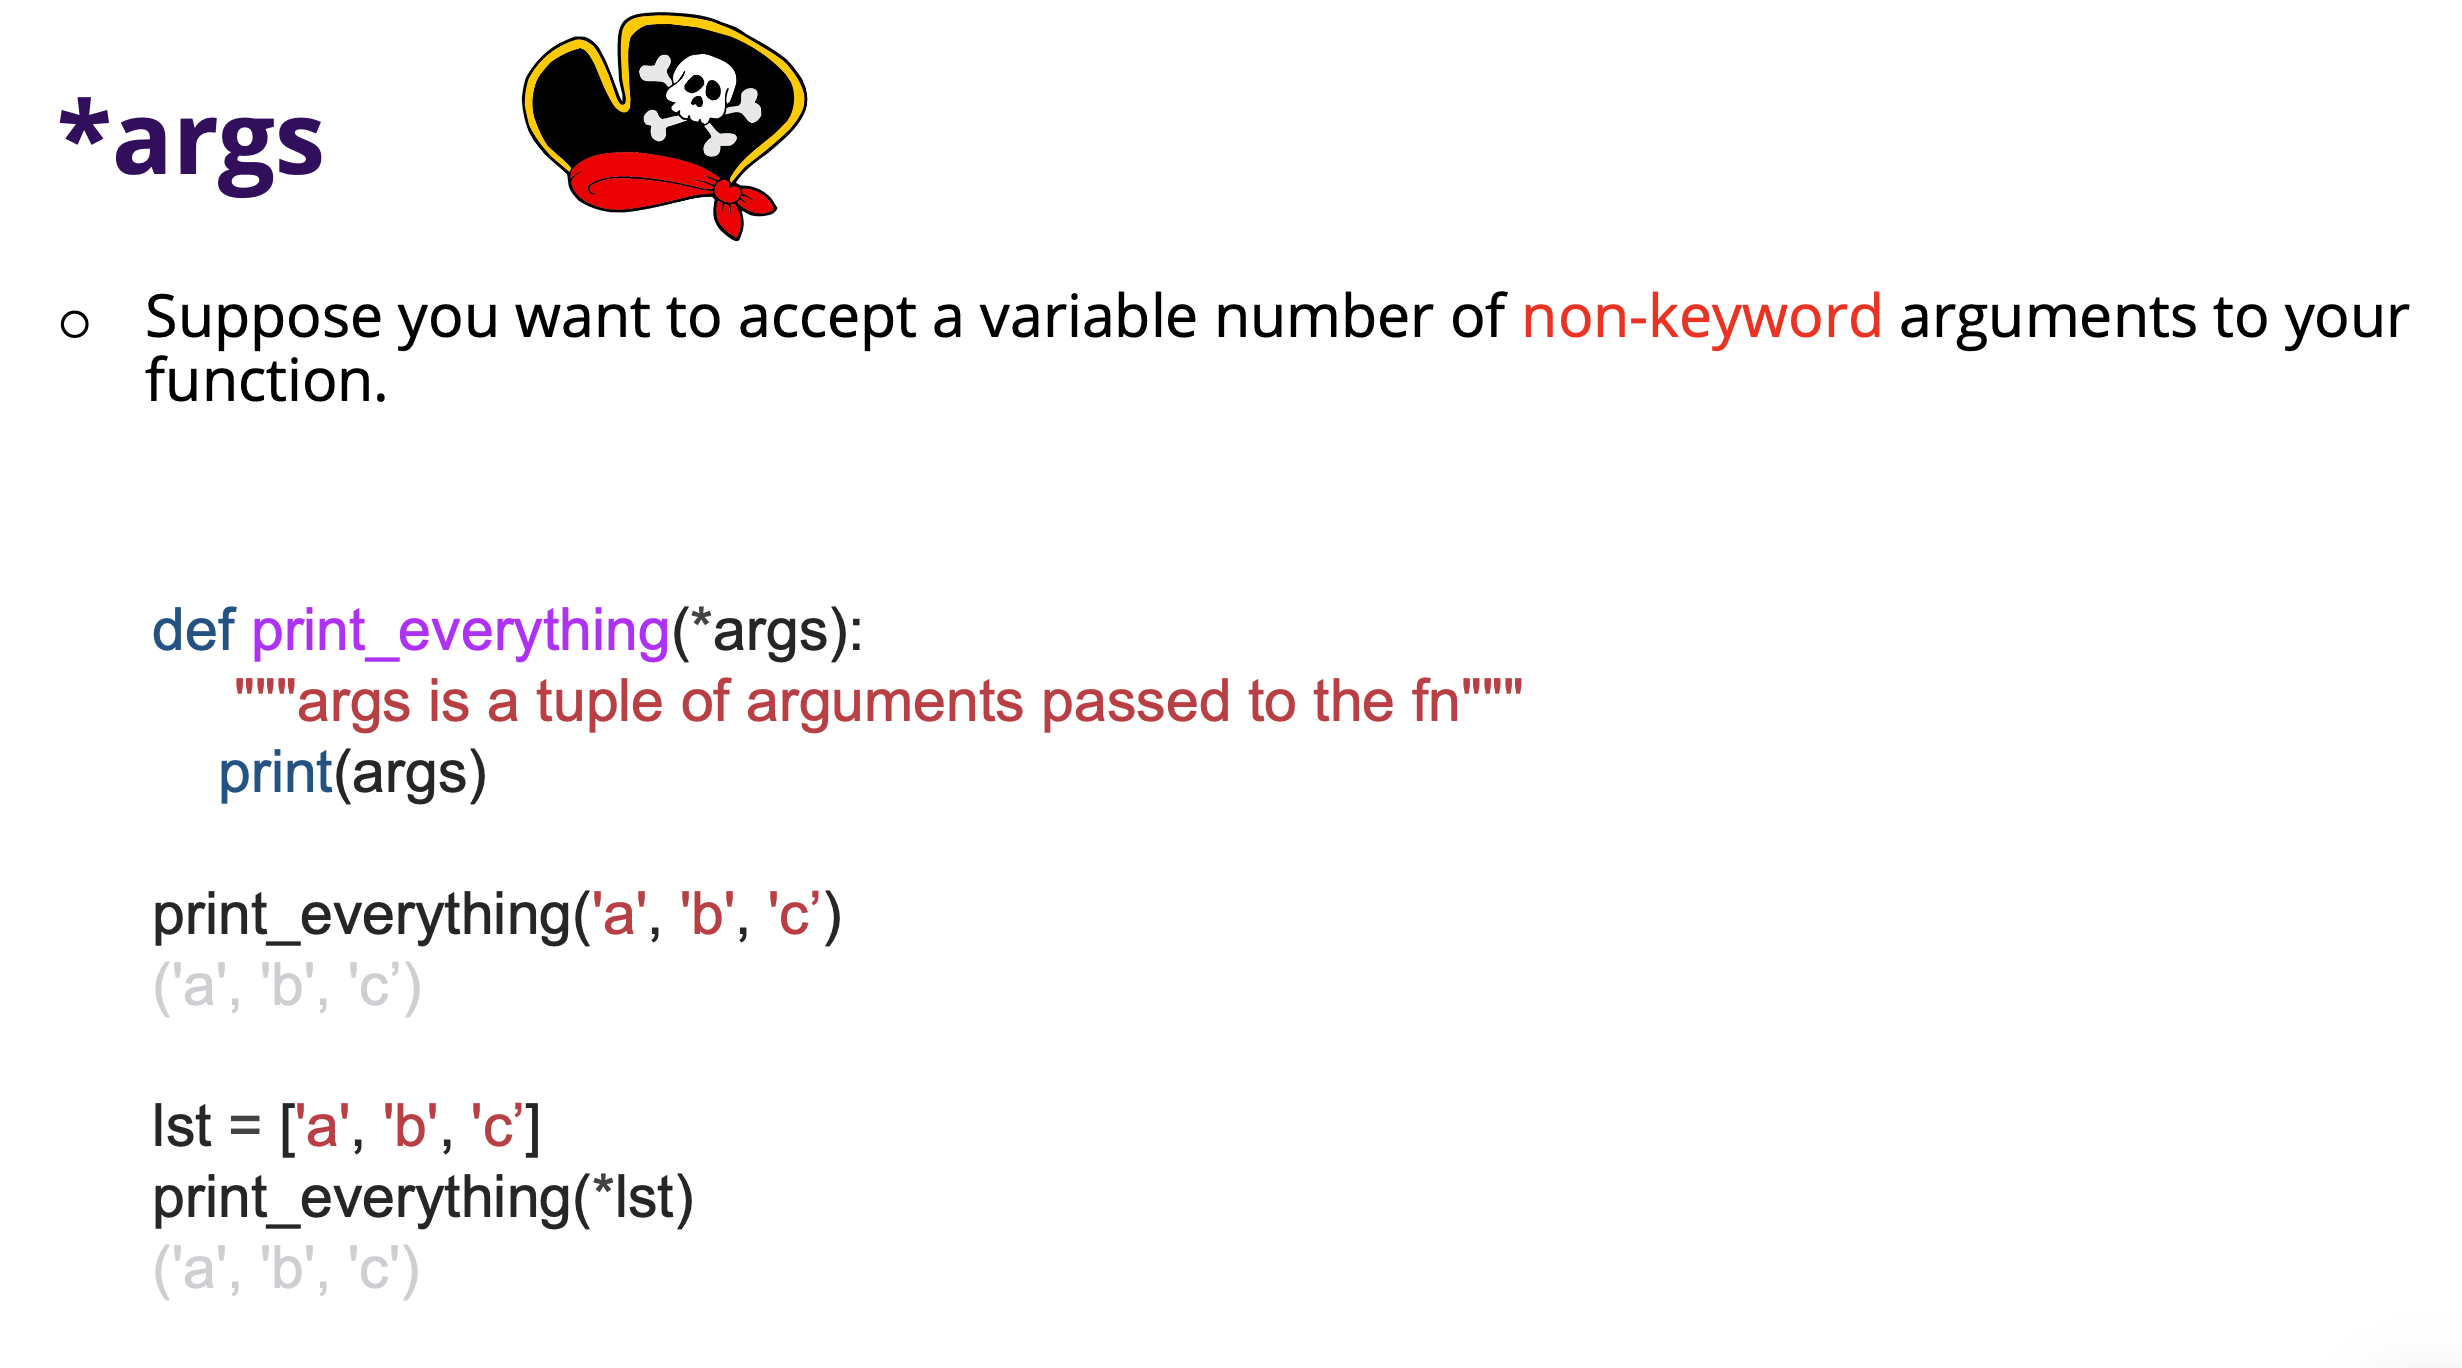 *args
○ Suppose you want to accept a variable number of non-keyword arguments to your
function.
def print_everything(*args):
"""args is a tuple of arguments passed to the fn"""
print(args)
print_everything('a', 'b', 'c’)
('a', 'b', 'c’)
lst = ['a', 'b', 'c’]
print_everything(*lst)
('a', 'b', 'c')